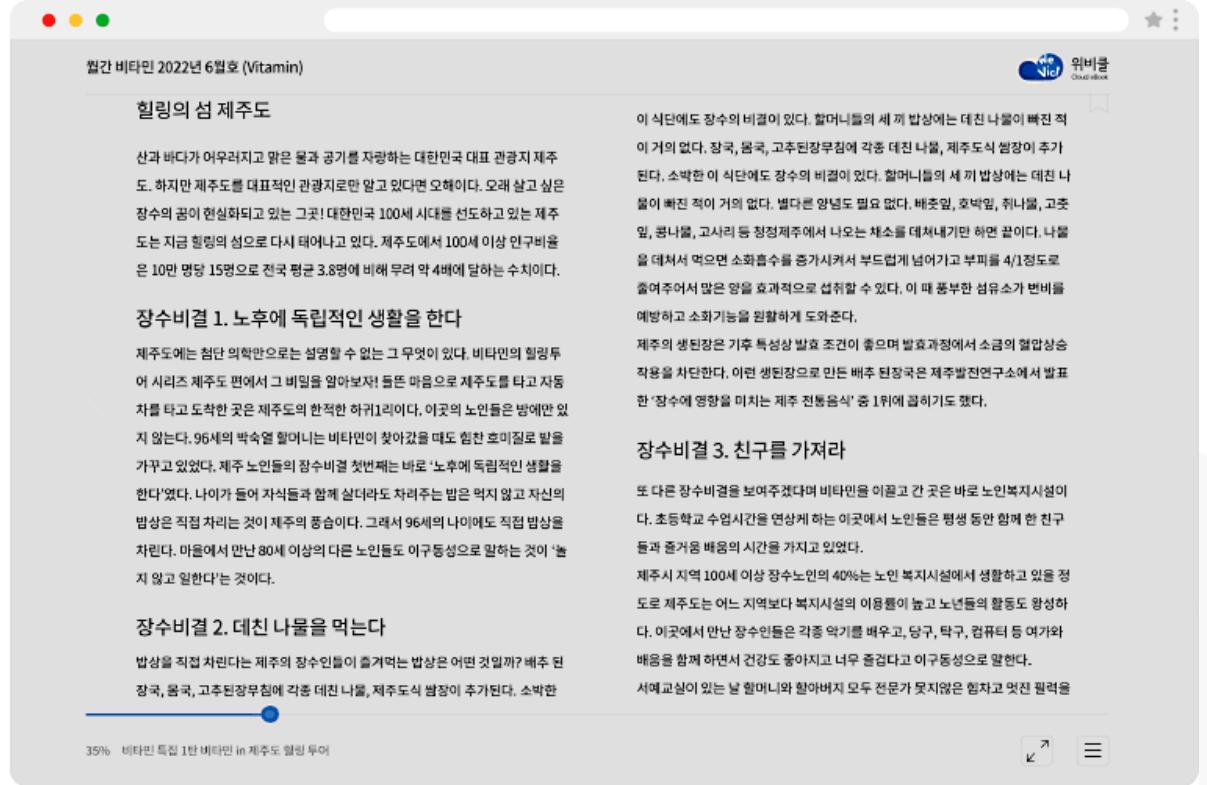 월간 비타민 2022년 6월호 (Vitamin)
We Vic!
위비클
Cloud eBook
힐링의 섬 제주도
산과 바다가 어우러지고 맑은 물과 공기를 자랑하는 대한민국 대표 관광지 제주
도. 하지만 제주도를 대표적인 관광지로만 알고 있다면 오해이다. 오래 살고 싶은
장수의 꿈이 현실화되고 있는 그곳! 대한민국 100세 시대를 선도하고 있는 제주
도는 지금 힐링의 섬으로 다시 태어나고 있다. 제주도에서 100세 이상 인구비율
은 10만 명당 15명으로 전국 평균 3.8명에 비해 무려 약 4배에 달하는 수치이다.
장수비결 1. 노후에 독립적인 생활을 한다
제주도에는 첨단 의학만으로는 설명할 수 없는 그 무엇이 있다. 비타민의 힐링투
어 시리즈 제주도 편에서 그 비밀을 알아보자! 들뜬 마음으로 제주도를 타고 자동
차를 타고 도착한 곳은 제주도의 한적한 하귀1리이다. 이곳의 노인들은 방에만 있
지 않는다. 96세의 박숙열 할머니는 비타민이 찾아갔을 때도 힘찬 호미질로 밭을
가꾸고 있었다. 제주 노인들의 장수비결 첫번째는 바로 ‘노후에 독립적인 생활을
한다’였다. 나이가 들어 자식들과 함께 살더라도 차려주는 밥은 먹지 않고 자신의
밥상은 직접 차리는 것이 제주의 풍습이다. 그래서 96세의 나이에도 직접 밥상을
차린다. 마을에서 만난 80세 이상의 다른 노인들도 이구동성으로 말하는 것이 ‘놀
지 않고 일한다’는 것이다.
장수비결 2. 데친 나물을 먹는다
밥상을 직접 차린다는 제주의 장수인들이 즐겨먹는 밥상은 어떤 것일까? 배추 된
장국, 몸국, 고추된장무침에 각종 데친 나물, 제주도식 쌈장이 추가된다. 소박한
이 식단에도 장수의 비결이 있다. 할머니들의 세 끼 밥상에는 데친 나물이 빠진 적
이 거의 없다. 장국, 몸국, 고추된장무침에 각종 데친 나물, 제주도식 쌈장이 추가
된다. 소박한 이 식단에도 장수의 비결이 있다. 할머니들의 세 끼 밥상에는 데친 나
물이 빠진 적이 거의 없다. 별다른 양념도 필요 없다. 배춧잎, 호박잎, 취나물, 고춧
잎, 콩나물, 고사리 등 청정제주에서 나오는 채소를 데쳐내기만 하면 끝이다. 나물
을 데쳐서 먹으면 소화흡수를 증가시켜서 부드럽게 넘어가고 부피를 4/1정도로
줄여주어서 많은 양을 효과적으로 섭취할 수 있다. 이 때 풍부한 섬유소가 변비를
예방하고 소화기능을 원활하게 도와준다.
제주의 생된장은 기후 특성상 발효 조건이 좋으며 발효과정에서 소금의 혈압상승
작용을 차단한다. 이런 생된장으로 만든 배추 된장국은 제주발전연구소에서 발표
한 ‘장수에 영향을 미치는 제주 전통음식’ 중 1위에 꼽히기도 했다.
장수비결 3. 친구를 가져라
또 다른 장수비결을 보여주겠다며 비타민을 이끌고 간 곳은 바로 노인복지시설이
다. 초등학교 수업시간을 연상케 하는 이곳에서 노인들은 평생 동안 함께 한 친구
들과 즐거움 배움의 시간을 가지고 있었다.
제주시 지역 100세 이상 장수노인의 40%는 노인 복지시설에서 생활하고 있을 정
도로 제주도는 어느 지역보다 복지시설의 이용률이 높고 노년들의 활동도 왕성하
다. 이곳에서 만난 장수인들은 각종 악기를 배우고, 당구, 탁구, 컴퓨터 등 여가와
배움을 함께 하면서 건강도 좋아지고 너무 즐겁다고 이구동성으로 말한다.
서예교실이 있는 날 할머니와 할아버지 모두 전문가 못지않은 힘차고 멋진 필력을
35% 비타민 특집 1탄 비타민 in 제주도 힐링 투어